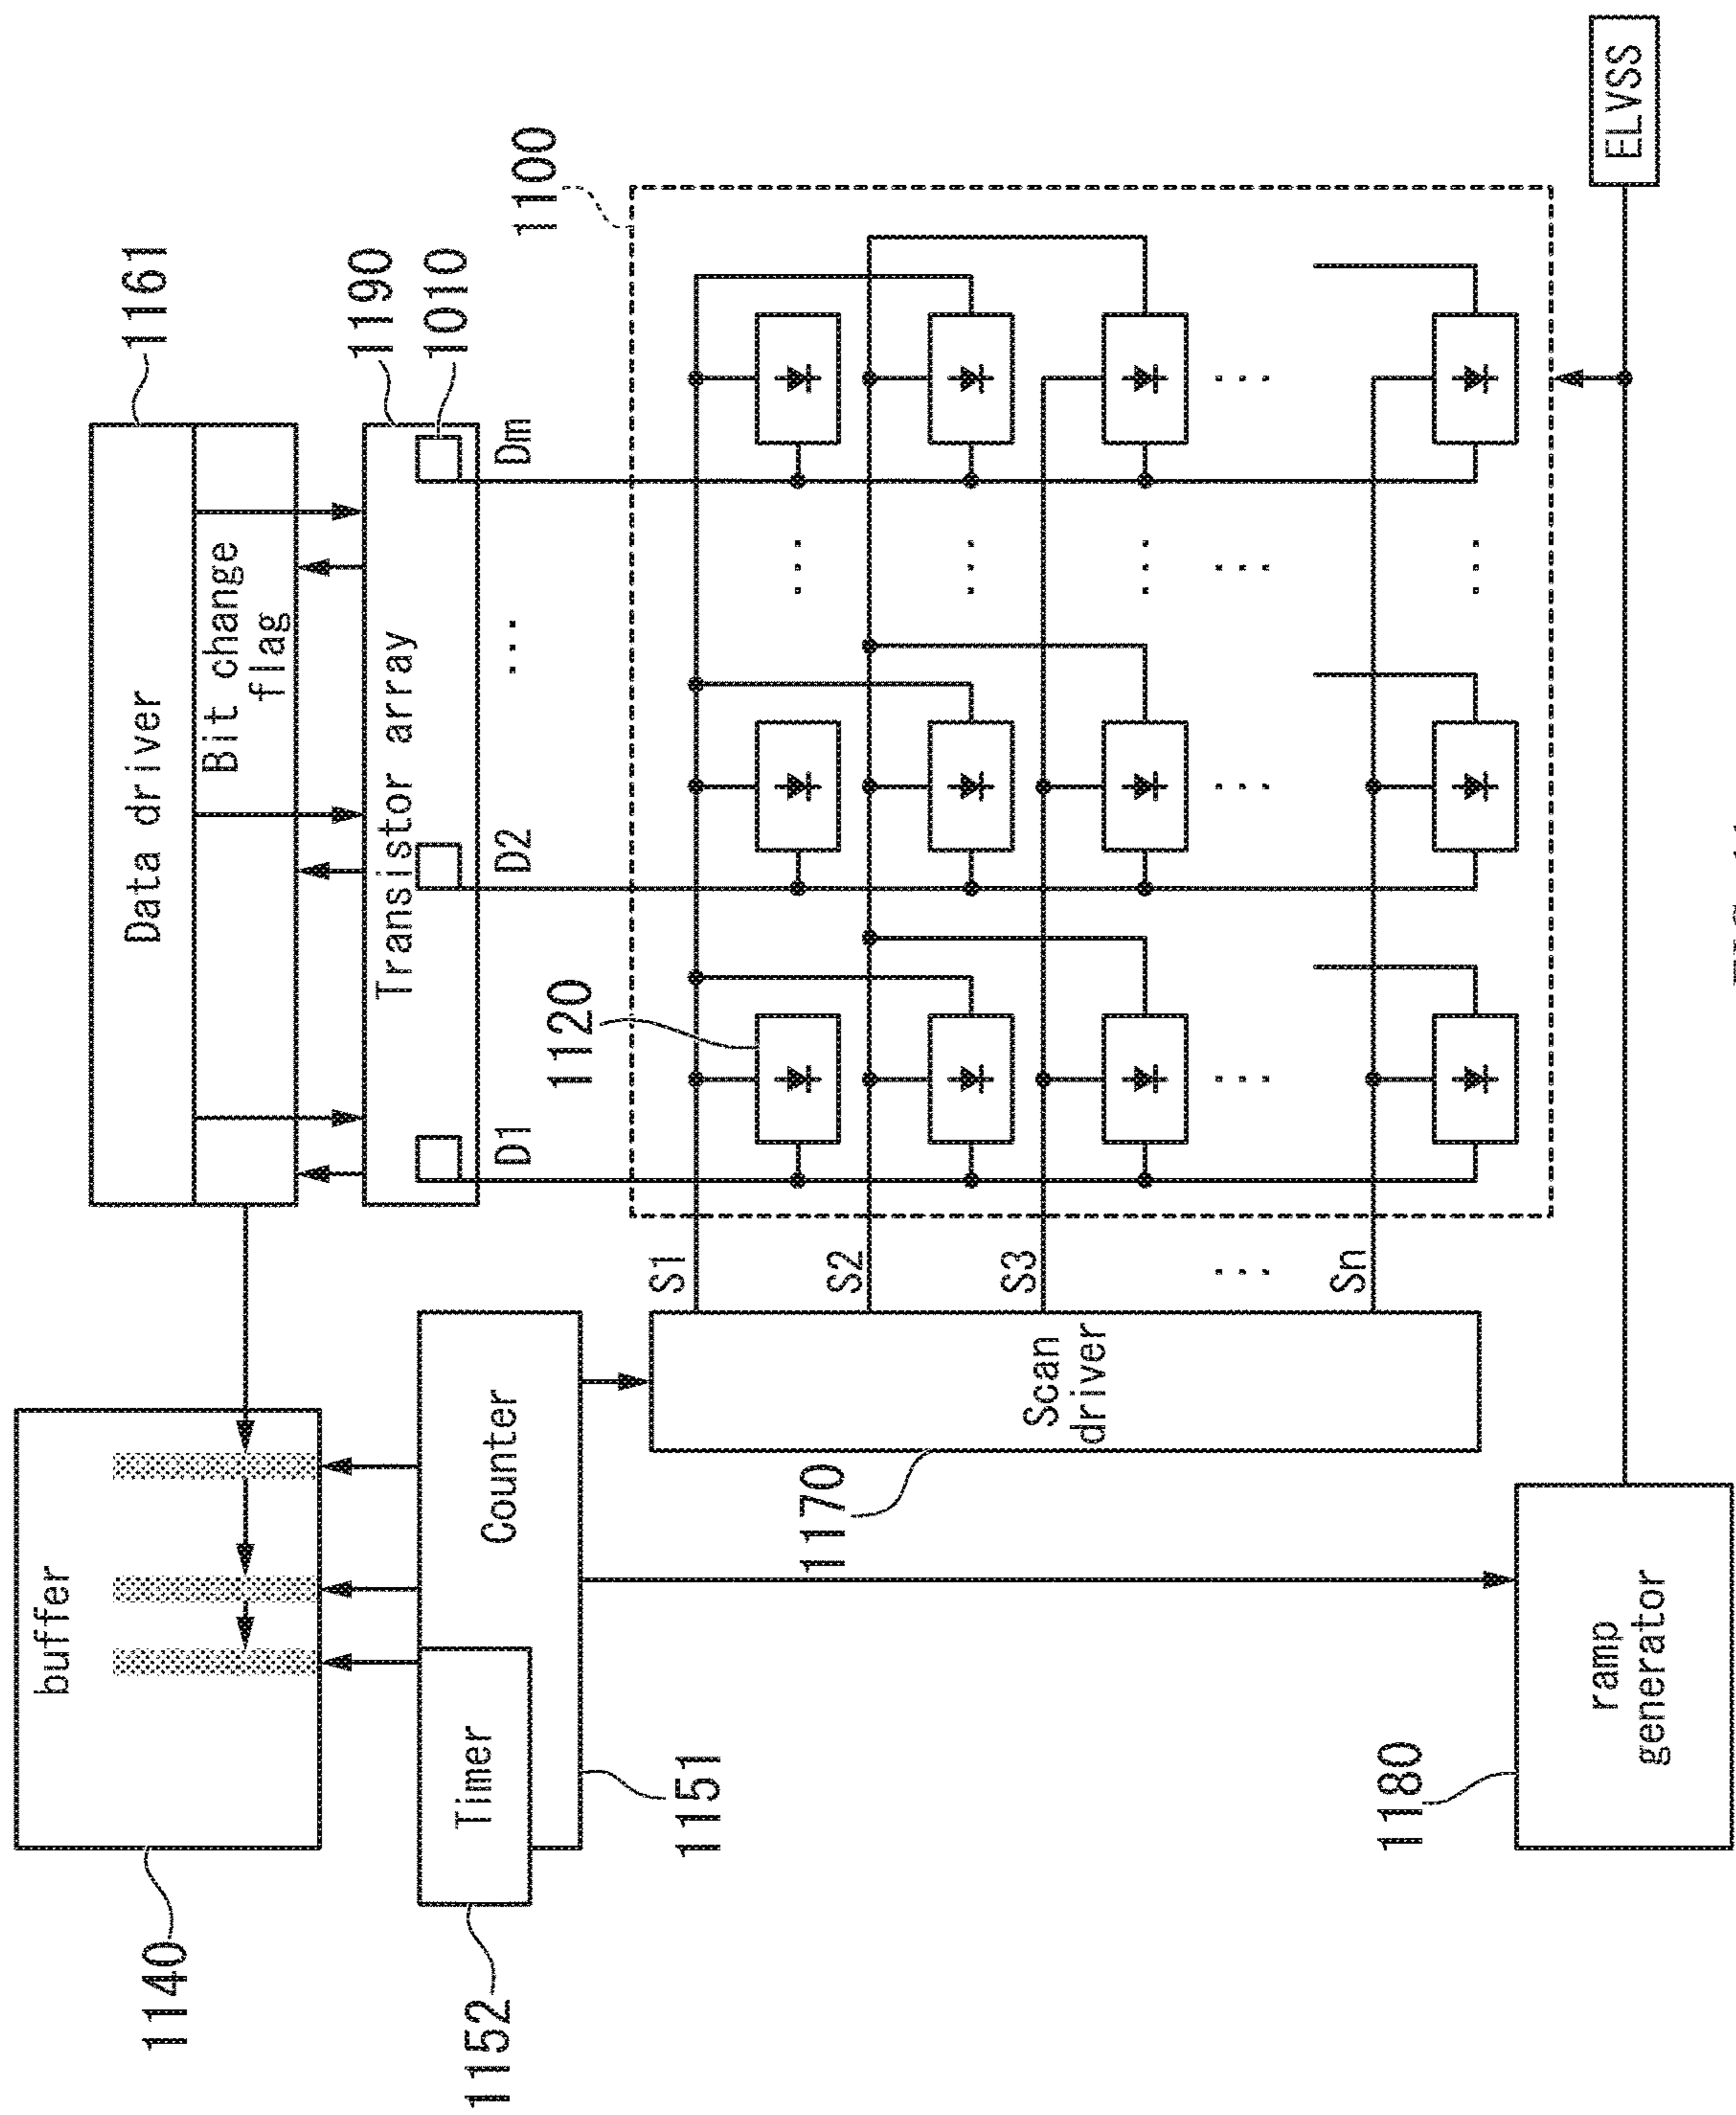 1140
buffer
1152
Timer
Counter
1151
1161
Data driver
Bit change
flag
1190
1010
Transistor array
D1
D2
...
Dm
1120
1100
S1
S2
S3
...
Sn
1170
Scan
driver
1180
ramp
generator
ELVSS